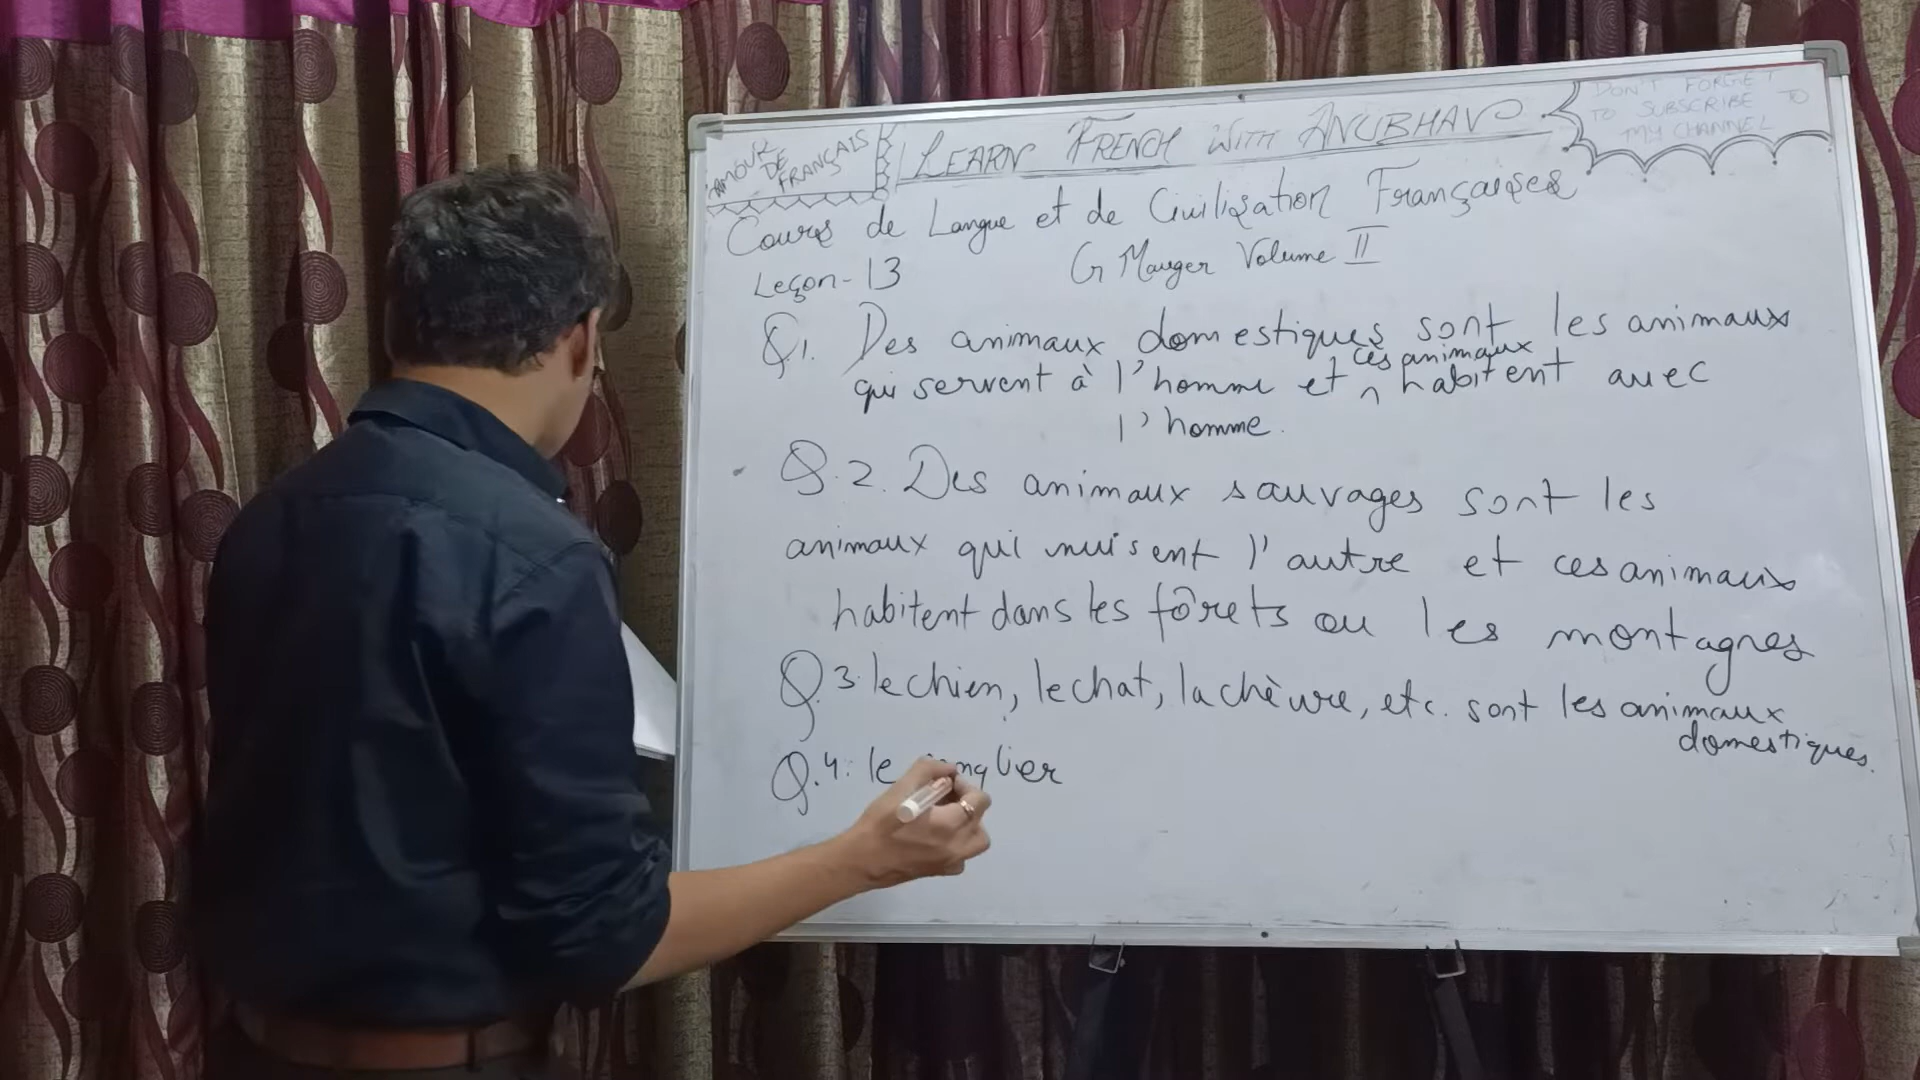 AMOUR DE FRANÇAIS
LEARN FRENCH WITH ANUBHAV
DON'T FORGET
TO SUBSCRIBE TO
MY CHANNEL
Cours de Langue et de Civilisation Françaises
G Mauger Volume II
Leçon-13
Q1. Des animaux domestiques sont les animaux
ces animaux
qui servent à l'homme et ^ habitent avec
l'homme.
Q.2. Des animaux sauvages sont les
animaux qui nuisent l'autre et ces animaux
habitent dans les fôrets ou les montagnes
Q.3. le chien, le chat, la chèvre, etc. sont les animaux
domestiques.
Q.4. le